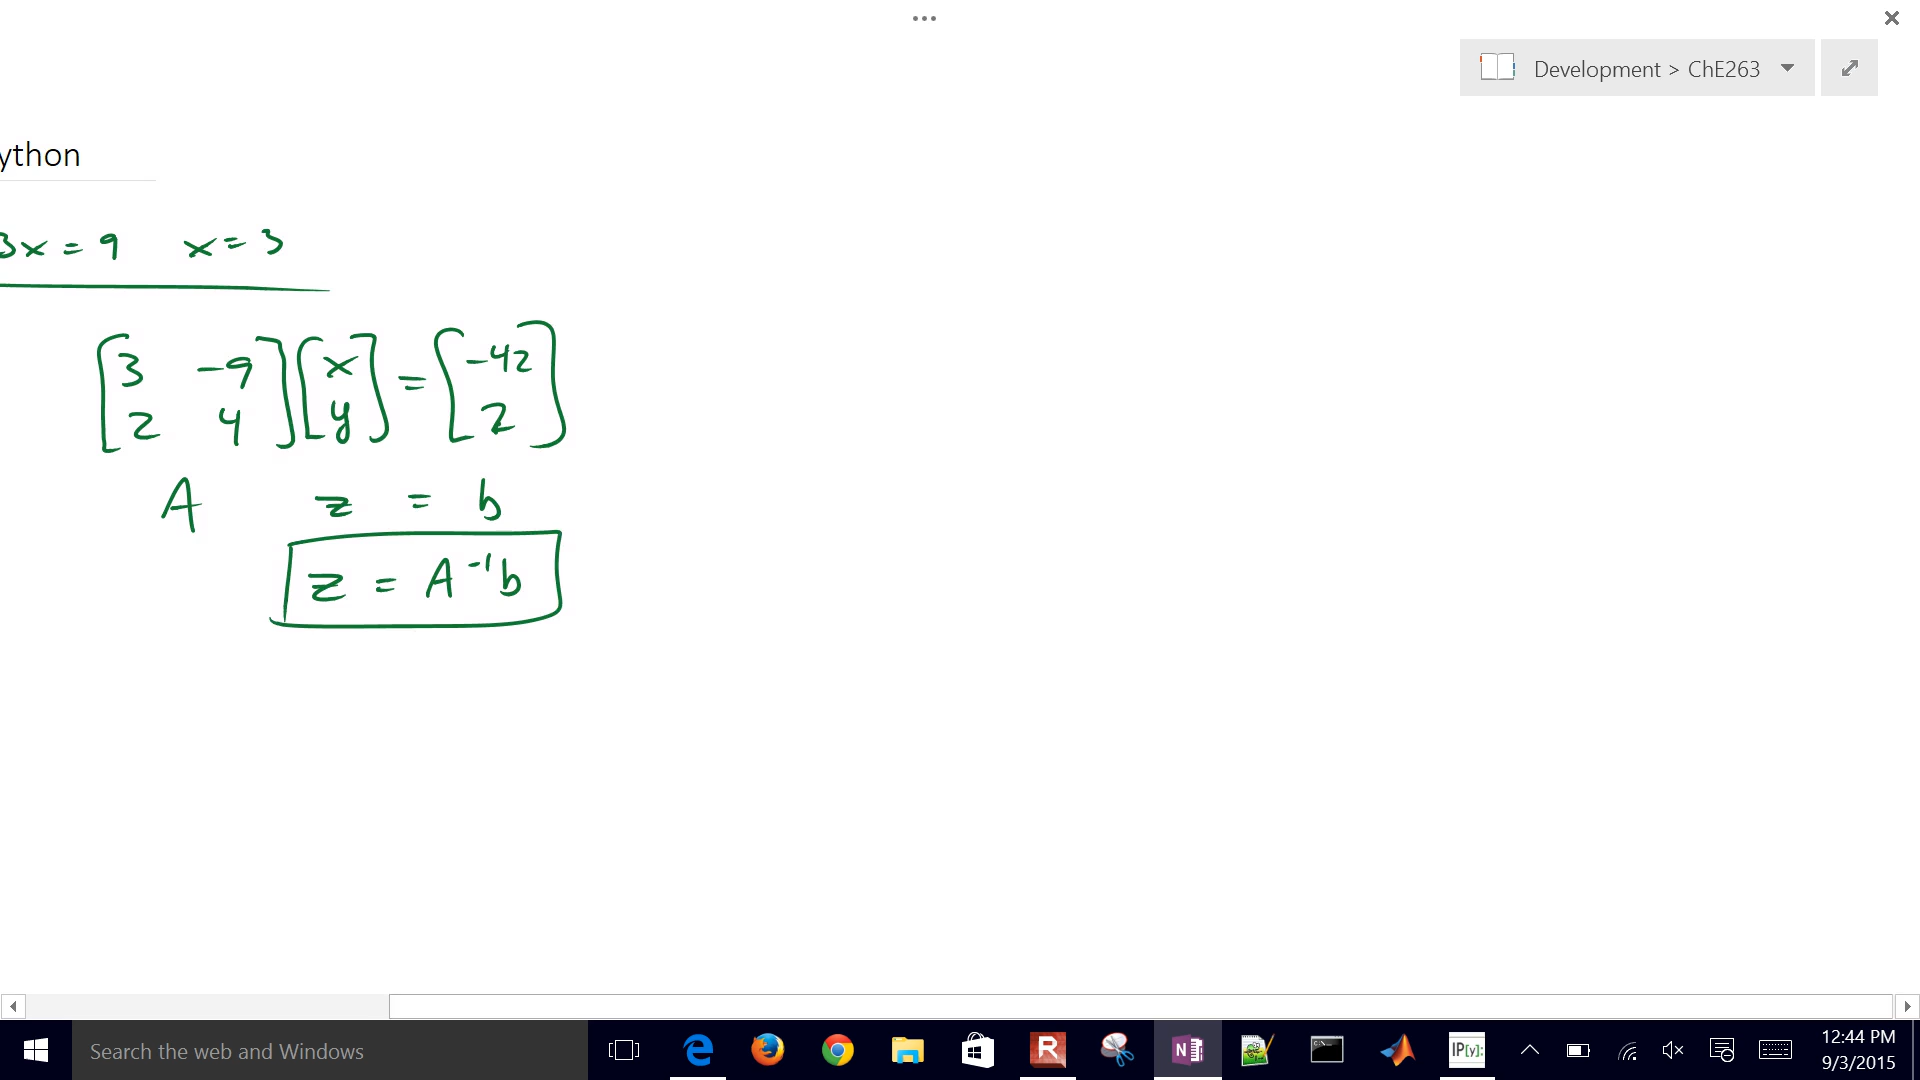 Development > ChE263
ython
3x = 9 x = 3
[3 -9] [x] = [-42]
[2 4] [y] [2]
A z = b
z = A⁻¹b
Search the web and Windows
R
N
IP[y]:
12:44 PM
9/3/2015